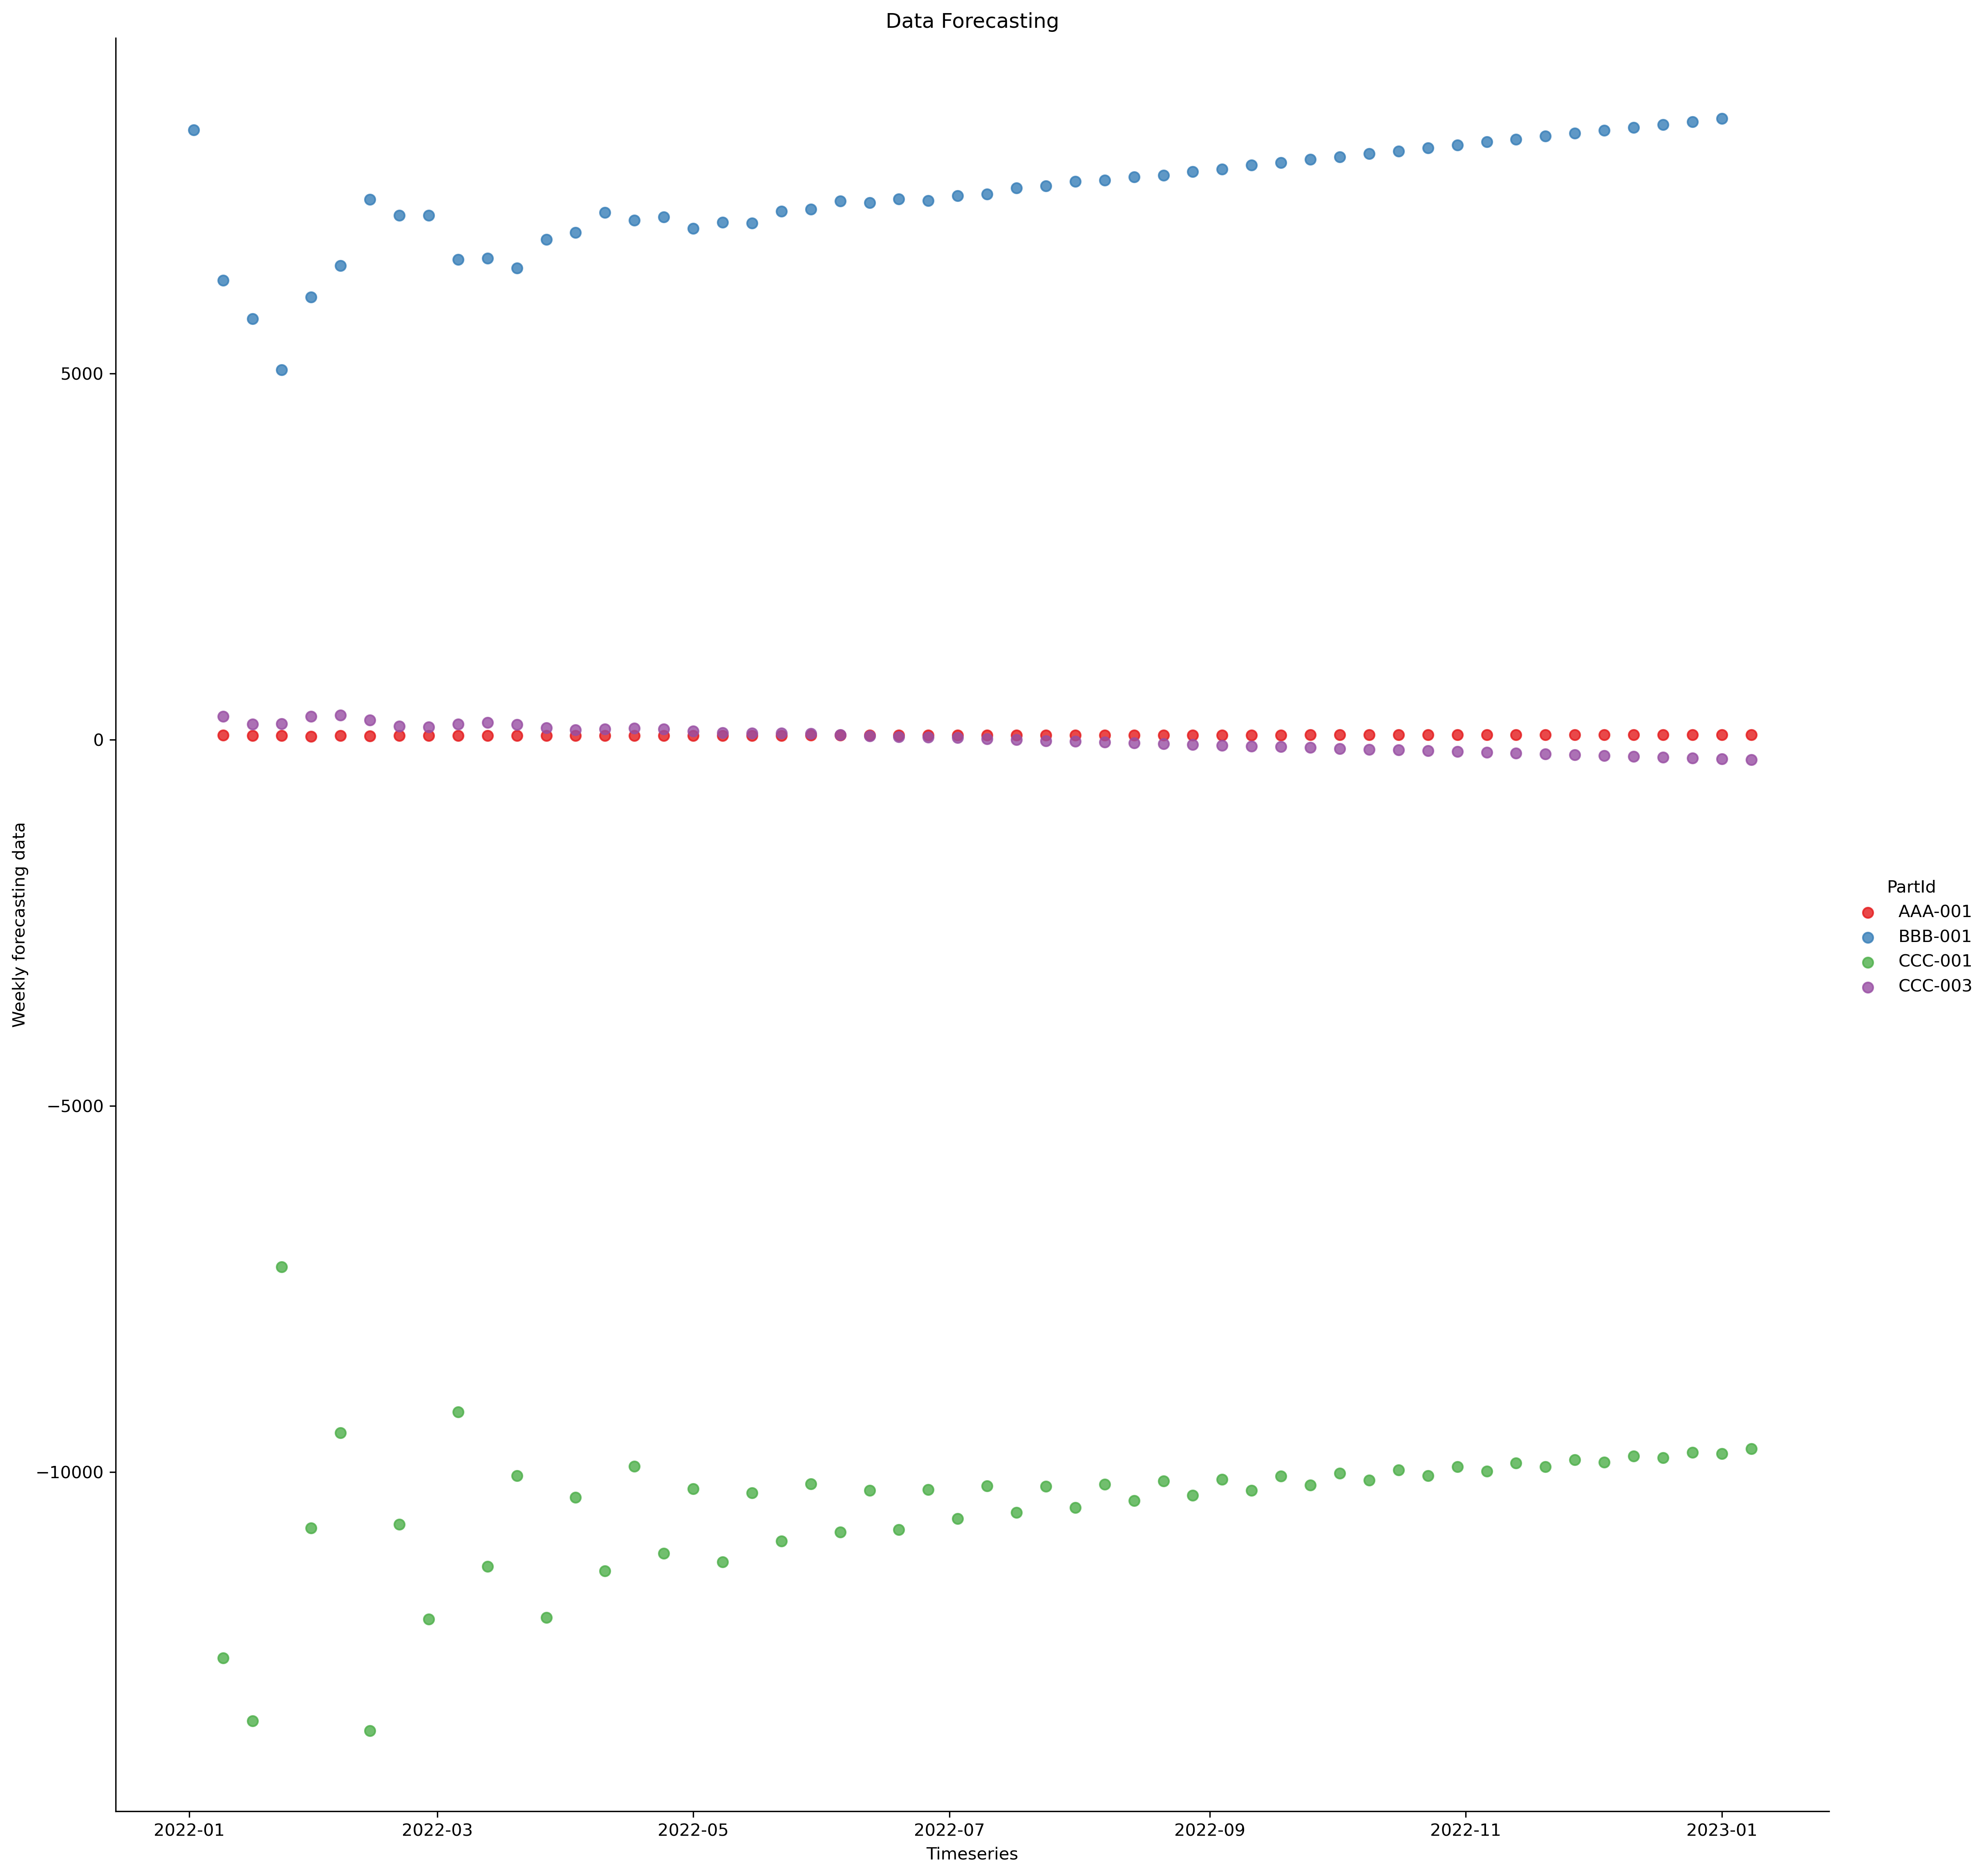 Data Forecasting
5000
0
−5000
−10000
Weekly forecasting data
2022-01 2022-03 2022-05 2022-07 2022-09 2022-11 2023-01
Timeseries
PartId
AAA-001
BBB-001
CCC-001
CCC-003